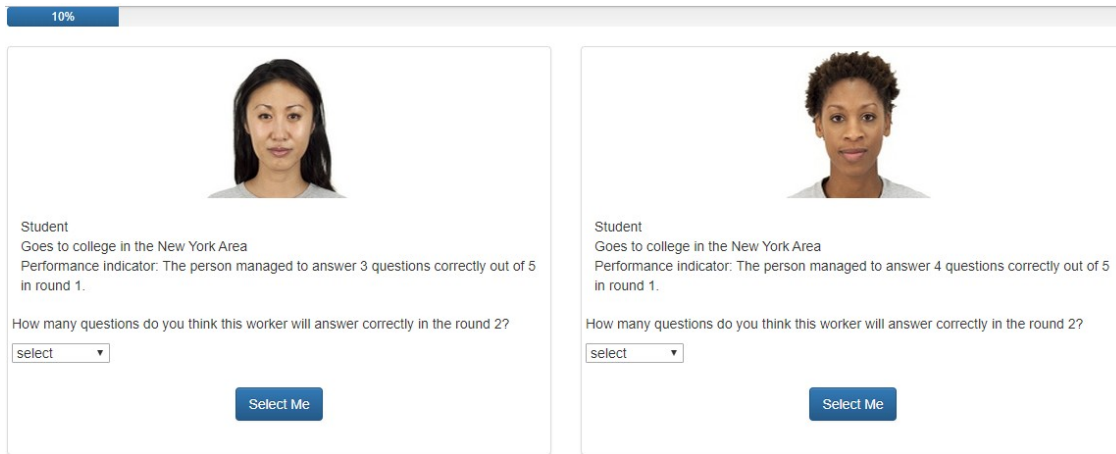 10%
Student
Goes to college in the New York Area
Performance indicator: The person managed to answer 3 questions correctly out of 5
in round 1.
How many questions do you think this worker will answer correctly in the round 2?
select
Select Me
Student
Goes to college in the New York Area
Performance indicator: The person managed to answer 4 questions correctly out of 5
in round 1.
How many questions do you think this worker will answer correctly in the round 2?
select
Select Me